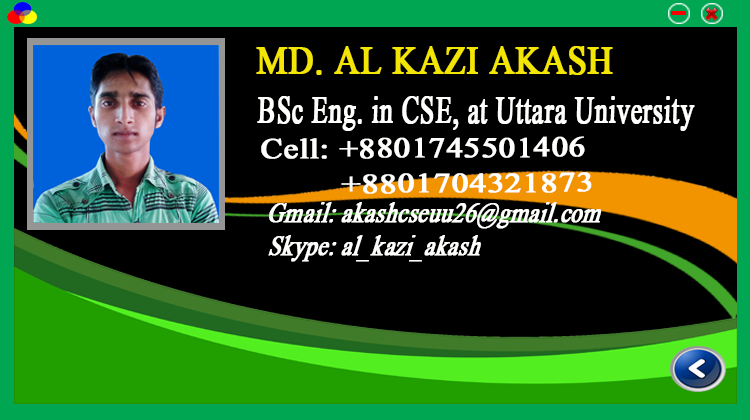 MD. AL KAZI AKASH
BSc Eng. in CSE, at Uttara University
Cell: +8801745501406
+8801704321873
Gmail: akashcseuu26@gmail.com
Skype: al_kazi_akash